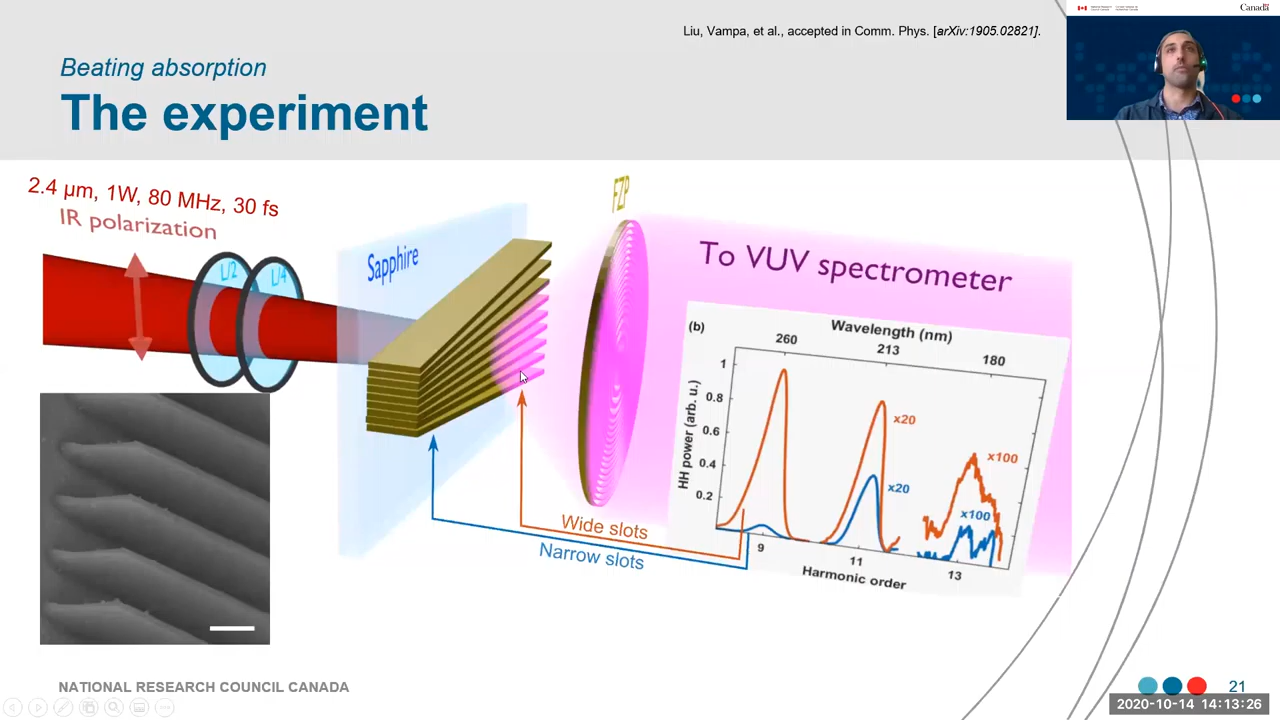 Liu, Vampa, et al., accepted in Comm. Phys. [arXiv:1905.02821].
Canada
Beating absorption
The experiment
2.4 μm, 1W, 80 MHz, 30 fs
IR polarization
L/2
L/4
Sapphire
FZP
To VUV spectrometer
(b)
Wavelength (nm)
260
213
180
HH power (arb. u.)
1
0.8
0.6
0.4
0.2
x20
x20
x100
x100
9
11
13
Harmonic order
Wide slots
Narrow slots
NATIONAL RESEARCH COUNCIL CANADA
21
2020-10-14 14:13:26